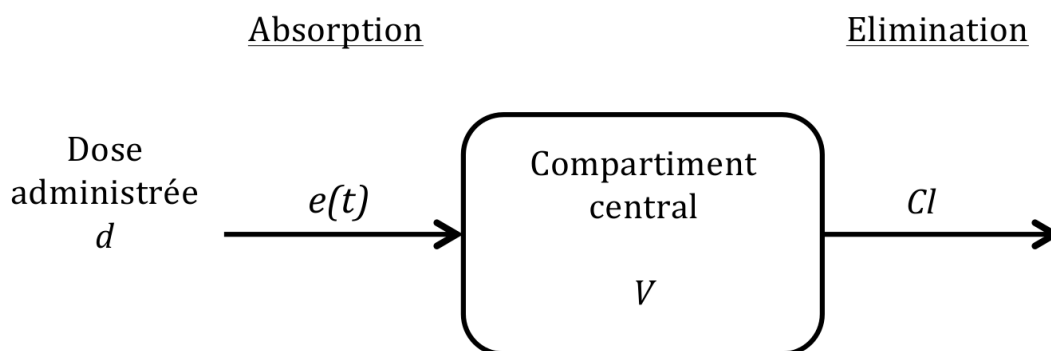 Absorption
Elimination
Dose
administrée
d
e(t)
Compartiment
central
V
Cl